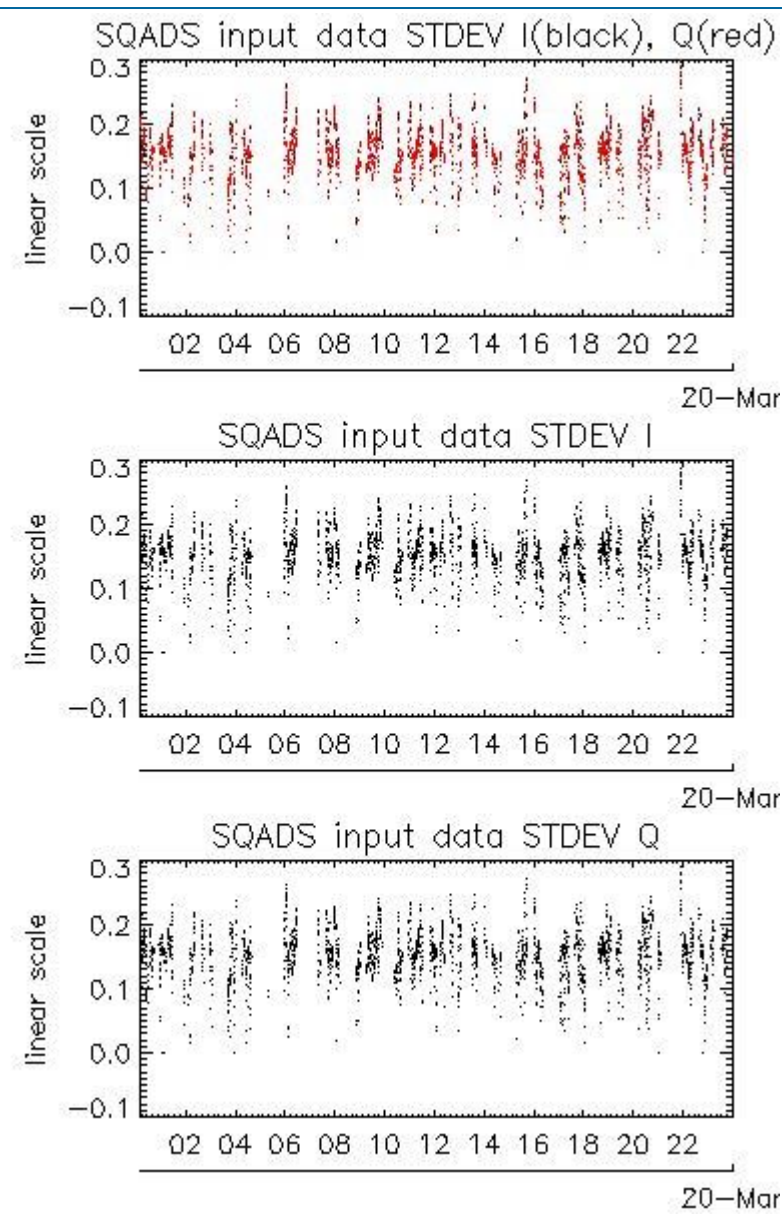 SQADS input data STDEV I(black), Q(red)
0.3
0.2
0.1
0.0
−0.1
linear scale
02 04 06 08 10 12 14 16 18 20 22
20−Mar
SQADS input data STDEV I
0.3
0.2
0.1
0.0
−0.1
linear scale
02 04 06 08 10 12 14 16 18 20 22
20−Mar
SQADS input data STDEV Q
0.3
0.2
0.1
0.0
−0.1
linear scale
02 04 06 08 10 12 14 16 18 20 22
20−Mar